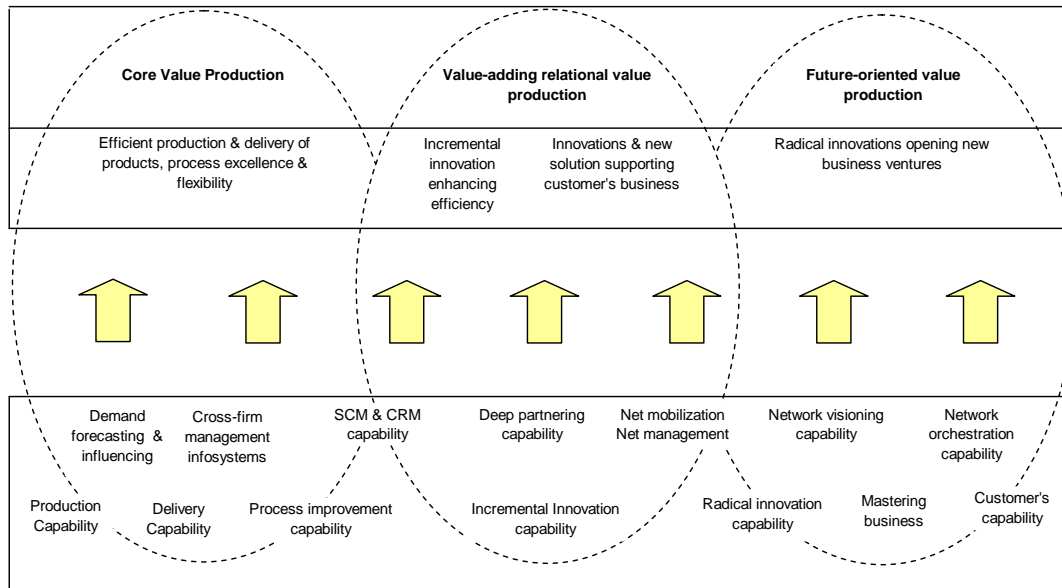 Core Value Production
Value-adding relational value
production
Future-oriented value
production
Efficient production & delivery of
products, process excellence &
flexibility
Incremental
innovation
enhancing
efficiency
Innovations & new
solution supporting
customer's business
Radical innovations opening new
business ventures
Demand
forecasting &
influencing
Cross-firm
management
infosystems
SCM & CRM
capability
Deep partnering
capability
Net mobilization
Net management
Network visioning
capability
Network
orchestration
capability
Production
Capability
Delivery
Capability
Process improvement
capability
Incremental Innovation
capability
Radical innovation
capability
Mastering
business
Customer's
capability